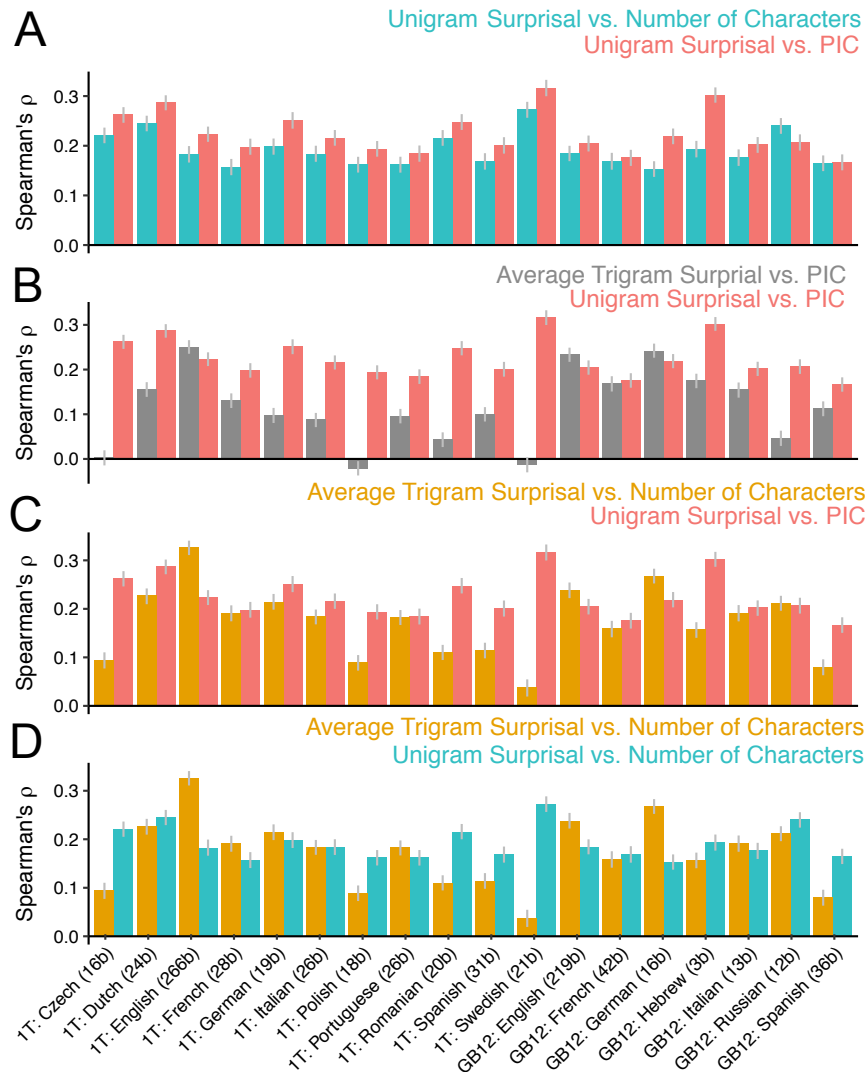 A
Unigram Surprisal vs. Number of Characters
Unigram Surprisal vs. PIC
Spearman's ρ
0.3
0.2
0.1
0.0
B
Average Trigram Surprial vs. PIC
Unigram Surprisal vs. PIC
Spearman's ρ
0.3
0.2
0.1
0.0
Average Trigram Surprisal vs. Number of Characters
C
Unigram Surprisal vs. PIC
Spearman's ρ
0.3
0.2
0.1
0.0
Average Trigram Surprisal vs. Number of Characters
D
Unigram Surprisal vs. Number of Characters
Spearman's ρ
0.3
0.2
0.1
0.0
1T: Czech (16b)
1T: Dutch (24b)
1T: English (266b)
1T: French (28b)
1T: German (19b)
1T: Italian (26b)
1T: Polish (18b)
1T: Portuguese (26b)
1T: Romanian (20b)
1T: Spanish (31b)
1T: Swedish (21b)
GB12: English (219b)
GB12: French (42b)
GB12: German (16b)
GB12: Hebrew (3b)
GB12: Italian (13b)
GB12: Russian (12b)
GB12: Spanish (36b)